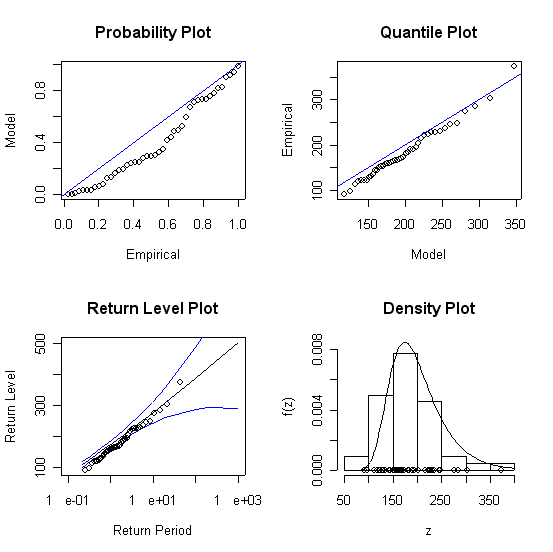 Probability Plot
Model
0.0 0.4 0.8
0.0 0.2 0.4 0.6 0.8 1.0
Empirical
Quantile Plot
Empirical
100 200 300
150 200 250 300 350
Model
Return Level Plot
Return Level
100 300 500
1 e-01 1 e+01 1 e+03
Return Period
Density Plot
f(z)
0.000 0.004 0.008
50 150 250 350
z